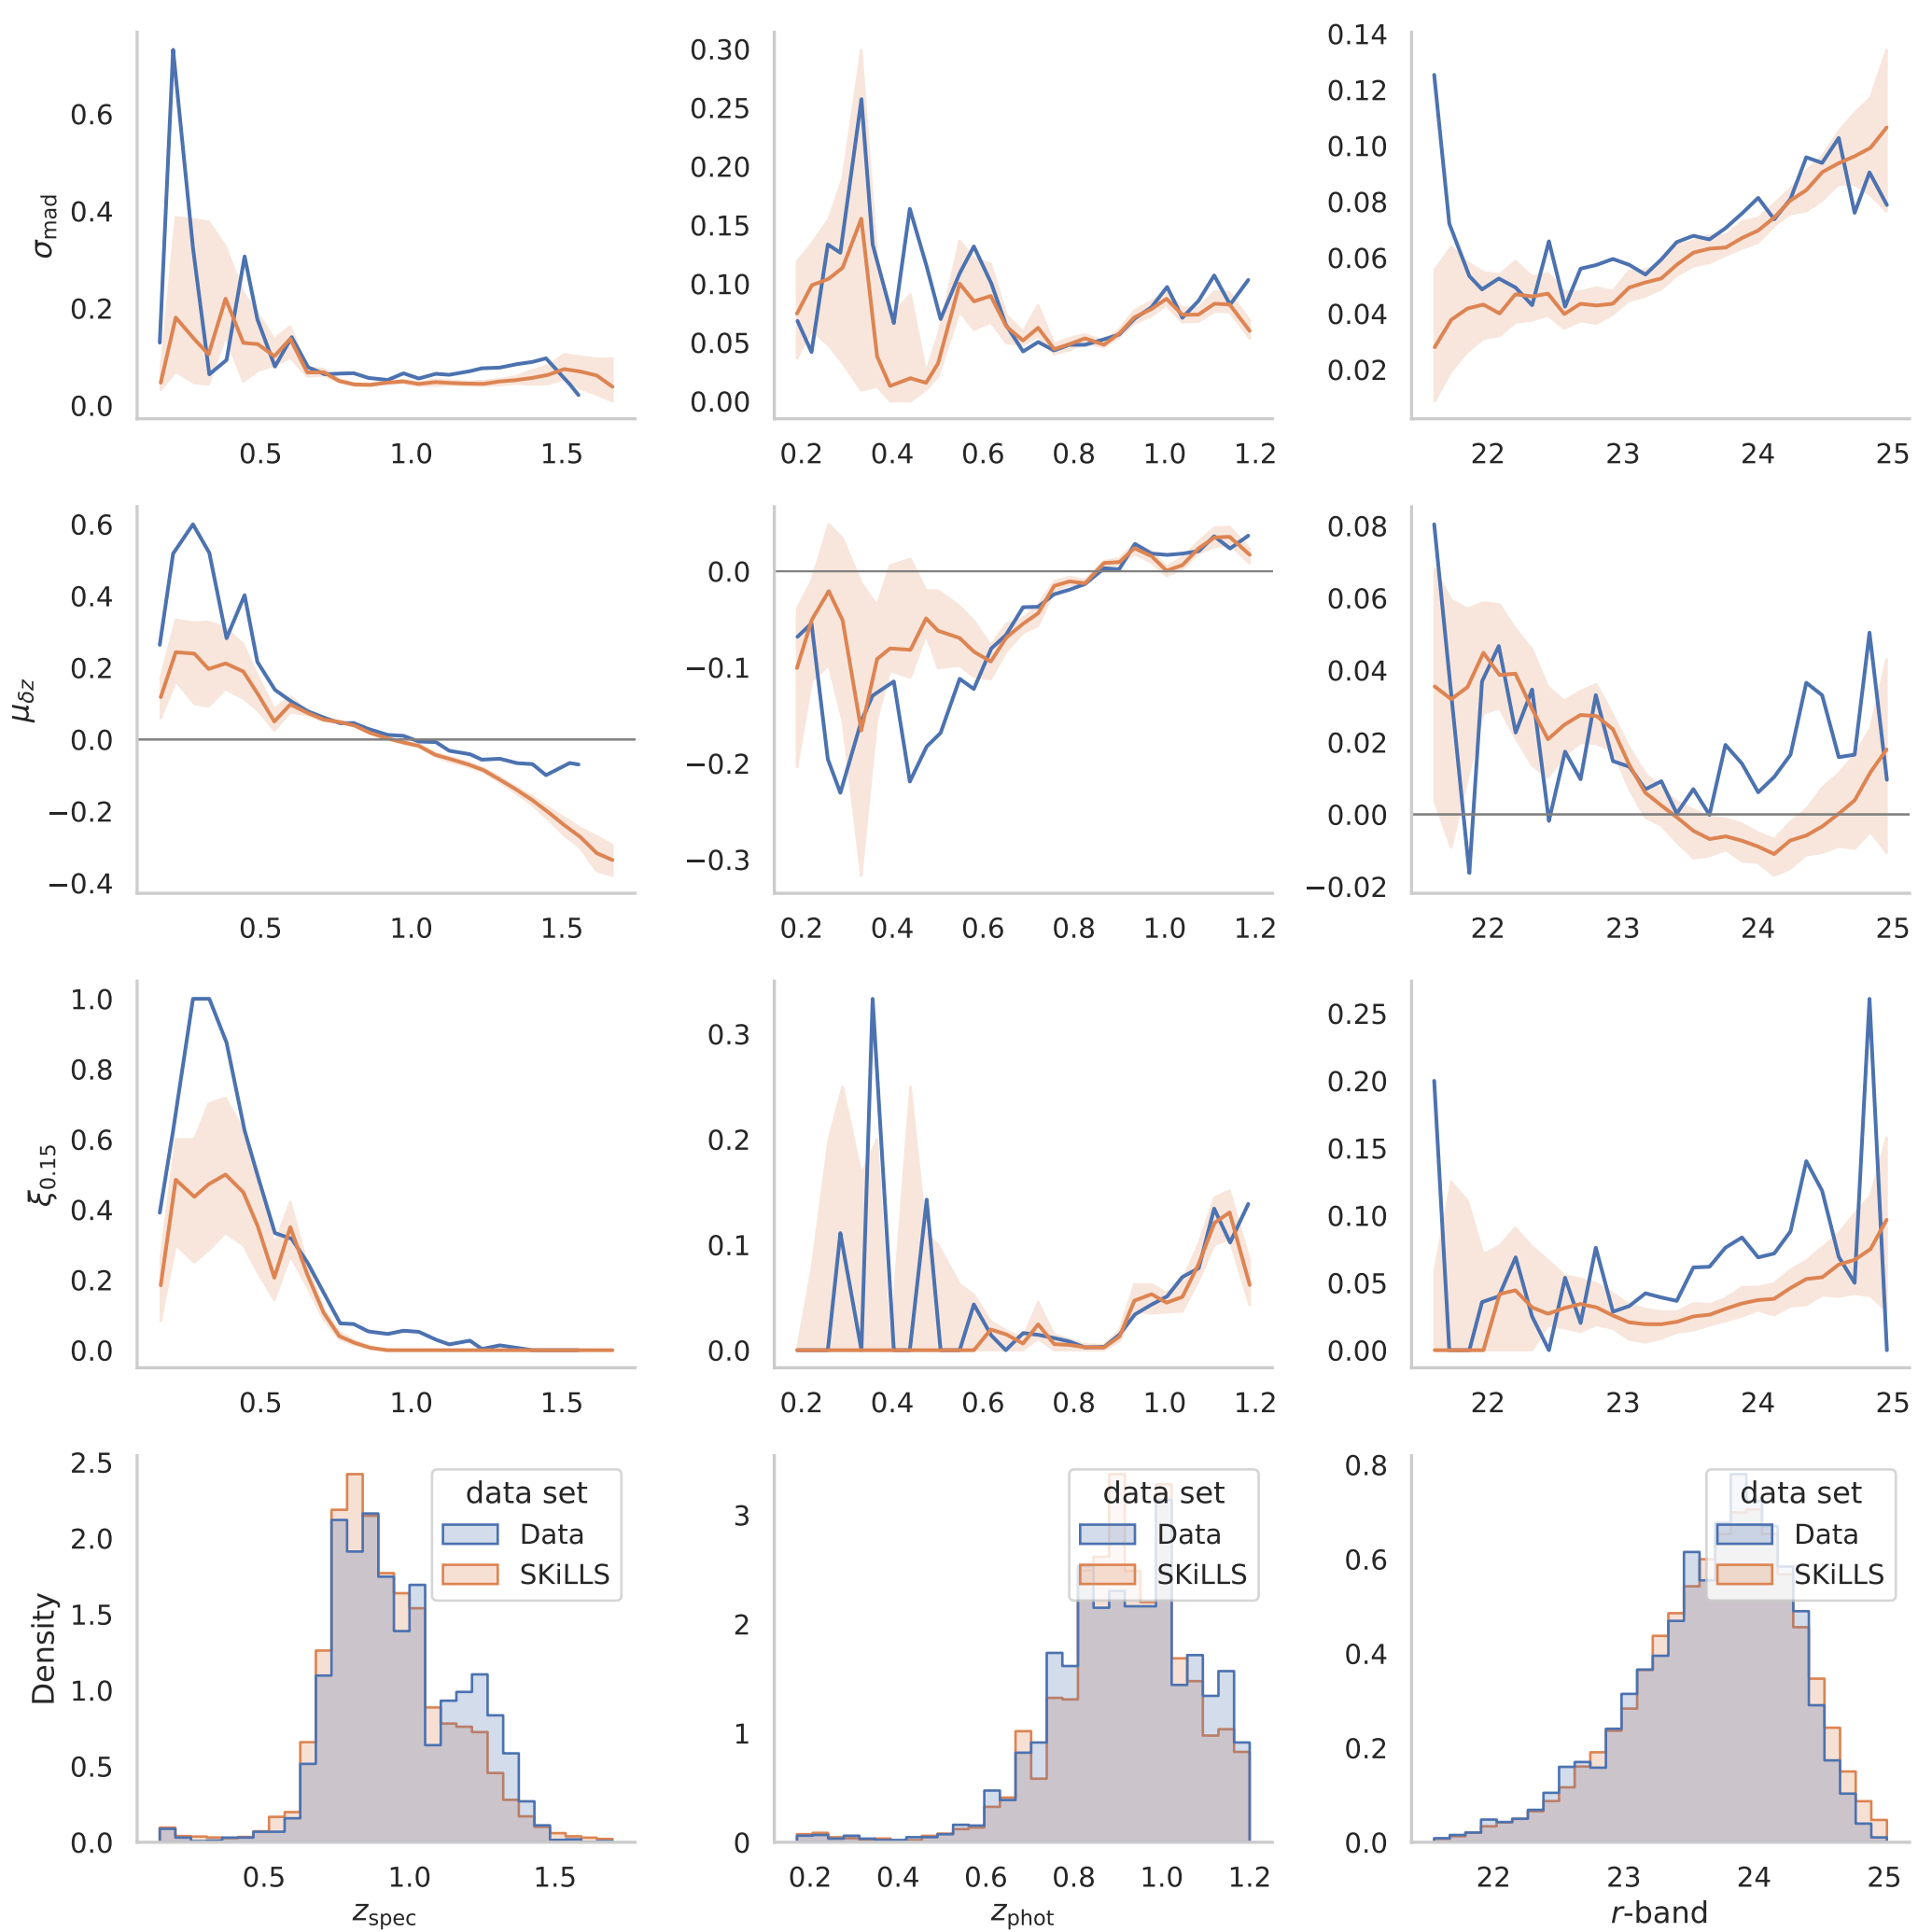 σmad
0.6
0.4
0.2
0.0
0.5 1.0 1.5
0.30
0.25
0.20
0.15
0.10
0.05
0.00
0.2 0.4 0.6 0.8 1.0 1.2
0.14
0.12
0.10
0.08
0.06
0.04
0.02
22 23 24 25
μδz
0.6
0.4
0.2
0.0
−0.2
−0.4
0.5 1.0 1.5
0.0
−0.1
−0.2
−0.3
0.2 0.4 0.6 0.8 1.0 1.2
0.08
0.06
0.04
0.02
0.00
−0.02
22 23 24 25
ξ0.15
1.0
0.8
0.6
0.4
0.2
0.0
0.5 1.0 1.5
0.3
0.2
0.1
0.0
0.2 0.4 0.6 0.8 1.0 1.2
0.25
0.20
0.15
0.10
0.05
0.00
22 23 24 25
Density
2.5
2.0
1.5
1.0
0.5
0.0
data set
Data
SKiLLS
0.5 1.0 1.5
zspec
3
2
1
0
data set
Data
SKiLLS
0.2 0.4 0.6 0.8 1.0 1.2
zphot
0.8
0.6
0.4
0.2
0.0
data set
Data
SKiLLS
22 23 24 25
r-band